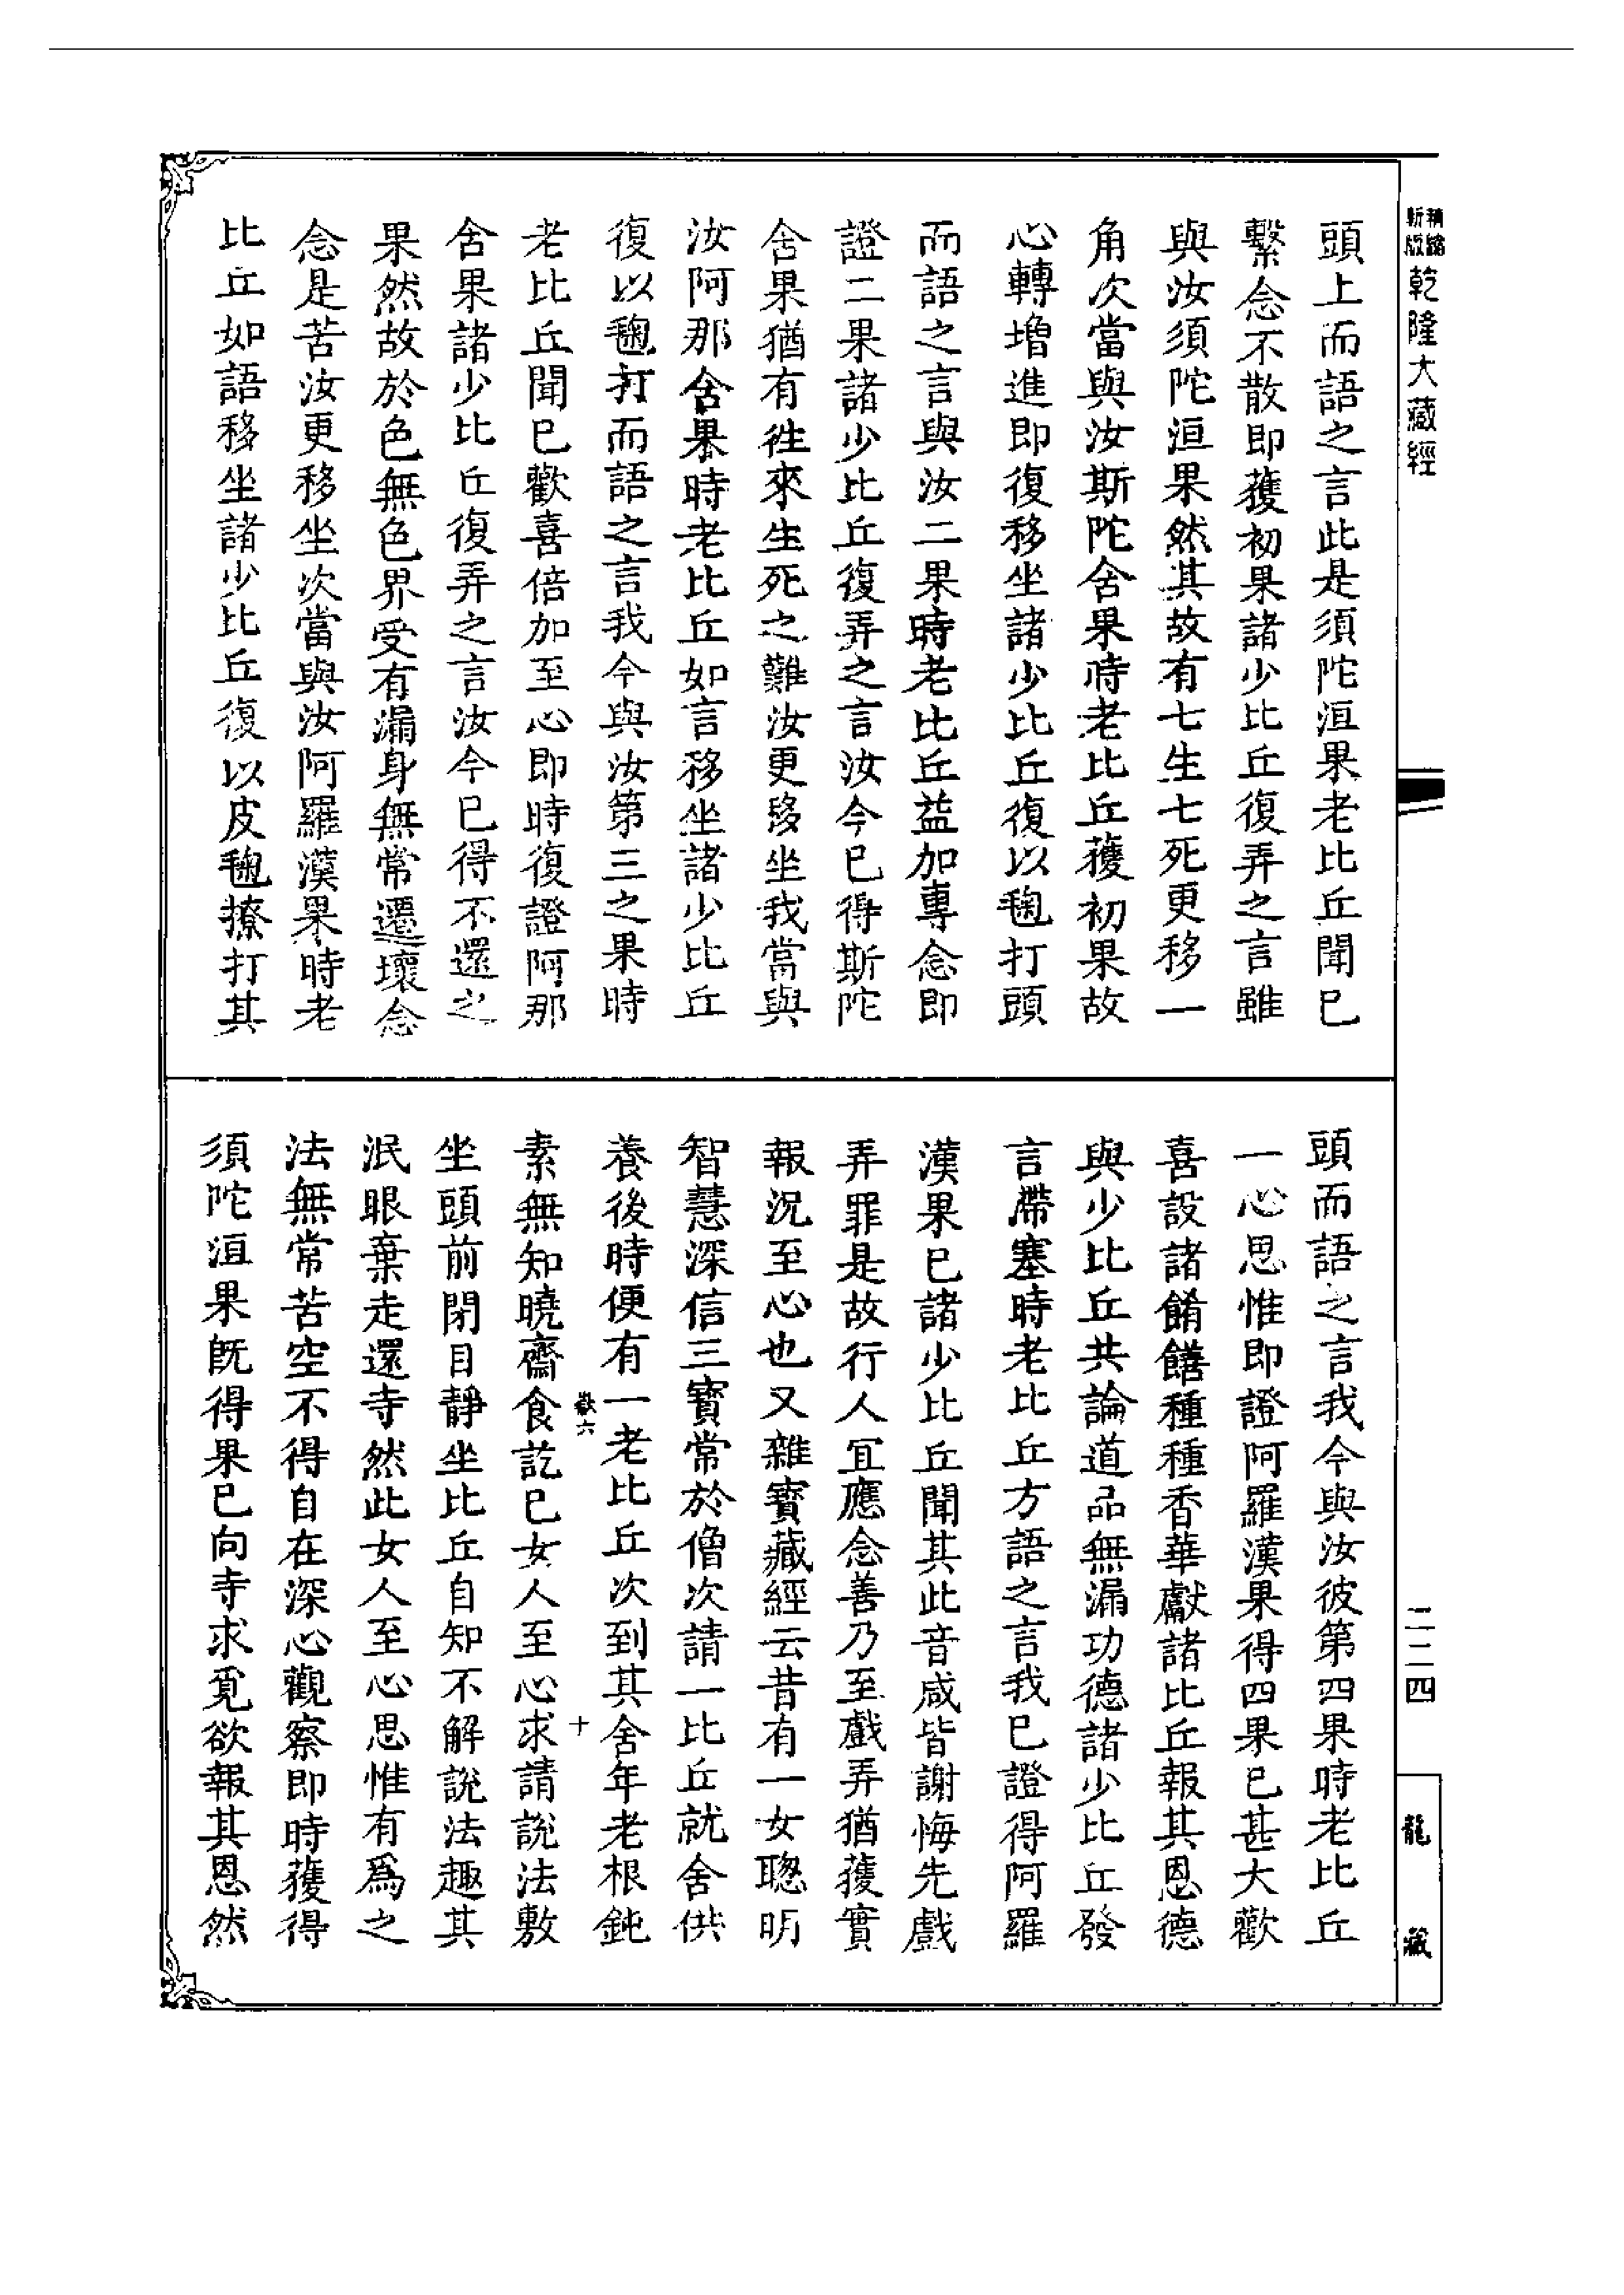 新版精縮乾隆大藏經
頭上而語之言此是須陀洹果老比丘聞已
繫念不散即獲初果諸少比丘復弄之言雖
與汝須陀洹果然其故有七生七死更移一
角次當與汝斯陀舍果時老比丘獲初果故
心轉增進即復移坐諸少比丘復以毱打頭
而語之言與汝二果時老比丘益加專念即
證二果諸少比丘復弄之言汝今已得斯陀
舍果猶有徃來生死之難汝更移坐我當與
汝阿那舍果時老比丘如言移坐諸少比丘
復以毱打而語之言我今與汝第三之果時
老比丘聞已歡喜倍加至心即時復證阿那
舍果諸少比丘復弄之言汝今已得不還之
果然故於色無色界受有漏身無常遷壞念
念是苦汝更移坐次當與汝阿羅漢果時老
比丘如語移坐諸少比丘復以皮毱撩打其
頭而語之言我今與汝彼第四果時老比丘
一心思惟即證阿羅漢果得四果已甚大歡
喜設諸餚饍種種香華獻諸比丘報其恩德
與少比丘共論道品無漏功德諸少比丘發
言滯塞時老比丘方語之言我已證得阿羅
漢果已諸少比丘聞其此音咸皆謝悔先戲
弄罪是故行人宜應念善乃至戲弄猶獲實
報況至心也又雜寶藏經云昔有一女聰明
智慧深信三寶常於僧次請一比丘就舍供
養後時便有一老比丘次到其舍年老根鈍
素無知曉齋食訖已女人至心求請說法敷
坐頭前閉目靜坐比丘自知不解說法趣其
泯眼棄走還寺然此女人至心思惟有爲之
法無常苦空不得自在深心觀察即時獲得
須陀洹果既得果已向寺求覓欲報其恩然
二二四
龍藏
六
十